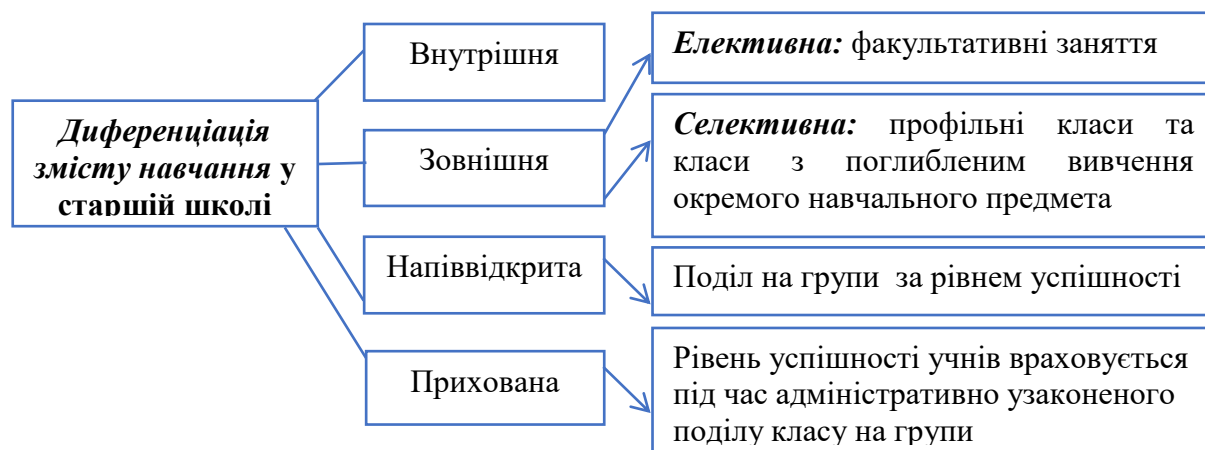 Диференціація
змісту навчання у
старшій школі
Внутрішня
Зовнішня
Напіввідкрита
Прихована
Елективна: факультативні заняття
Селективна: профільні класи та
класи з поглибленим вивчення
окремого навчального предмета
Поділ на групи за рівнем успішності
Рівень успішності учнів враховується
під час адміністративно узаконеного
поділу класу на групи